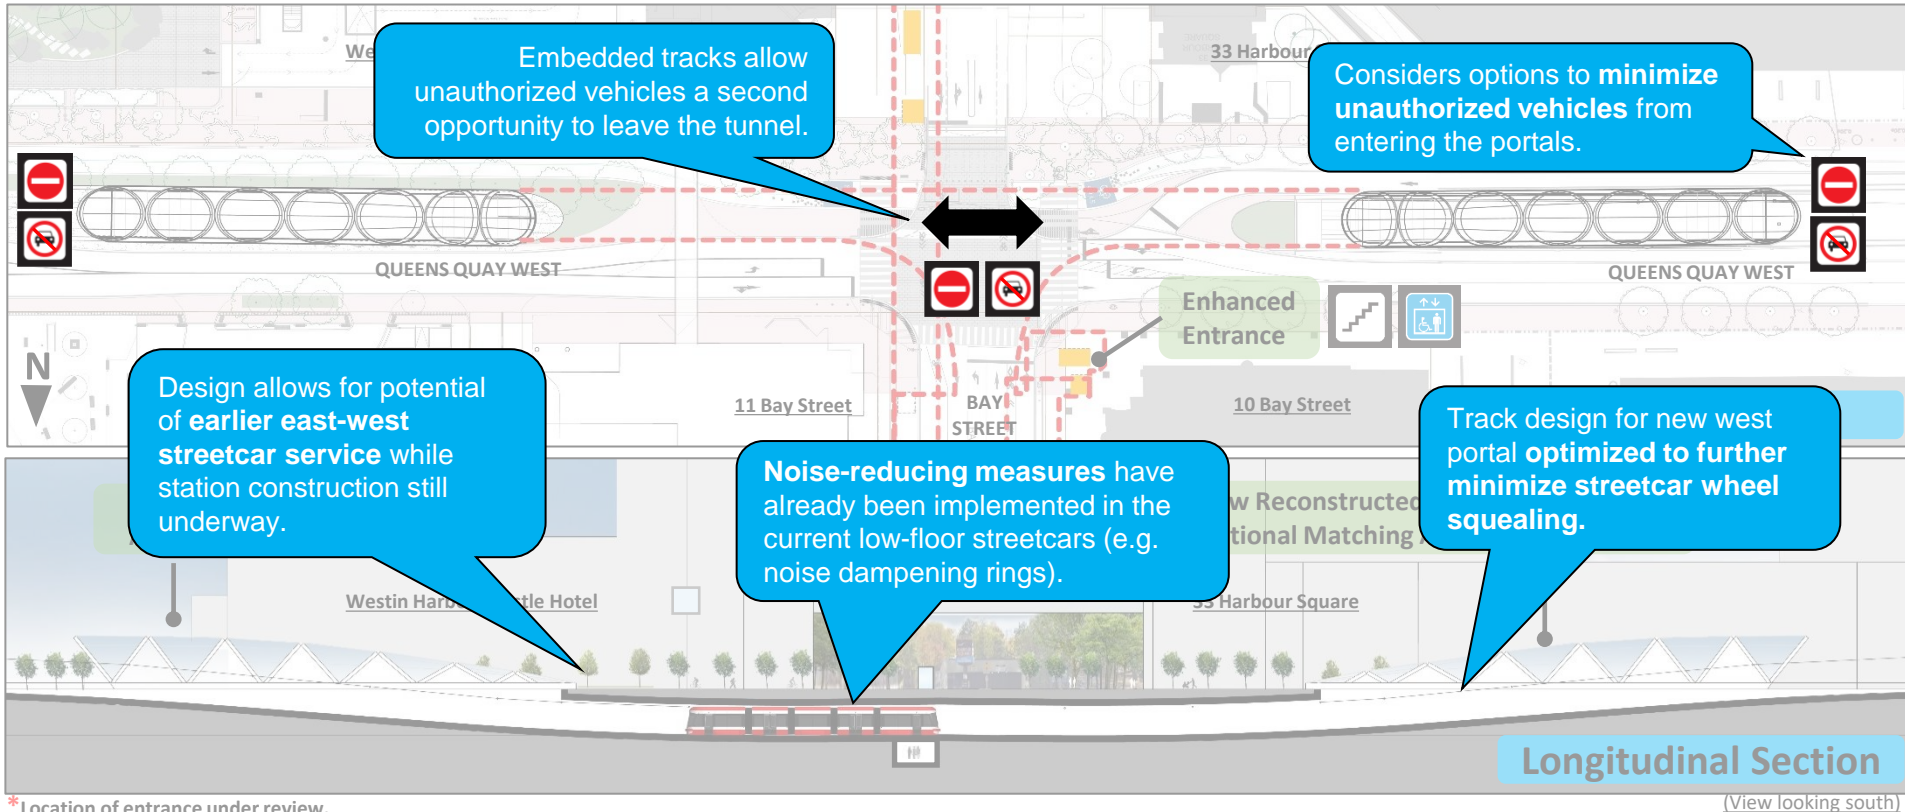 We
Embedded tracks allow
unauthorized vehicles a second
opportunity to leave the tunnel.
33 Harbour
Considers options to minimize
unauthorized vehicles from
entering the portals.
QUEENS QUAY WEST
QUEENS QUAY WEST
Enhanced
Entrance
N
Design allows for potential
of earlier east-west
streetcar service while
station construction still
underway.
11 Bay Street
BAY
STREET
10 Bay Street
Track design for new west
portal optimized to further
minimize streetcar wheel
squealing.
Noise-reducing measures have
already been implemented in the
current low-floor streetcars (e.g.
noise dampening rings).
w Reconstructed
tional Matching
Westin Harb tle Hotel
33 Harbour Square
Longitudinal Section
(View looking south)
*Location of entrance under review.